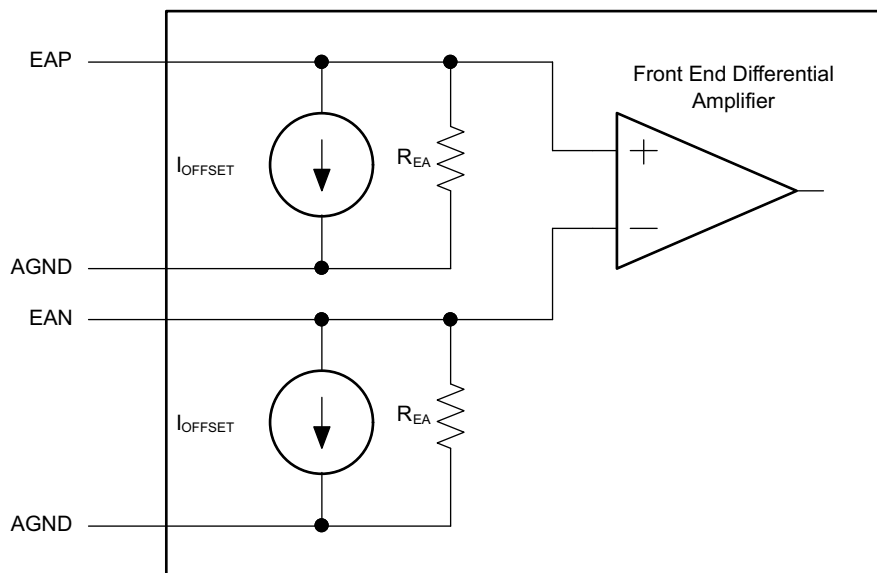 EAP
Front End Differential
Amplifier
I_OFFSET
R_EA
+
−
AGND
EAN
I_OFFSET
R_EA
AGND